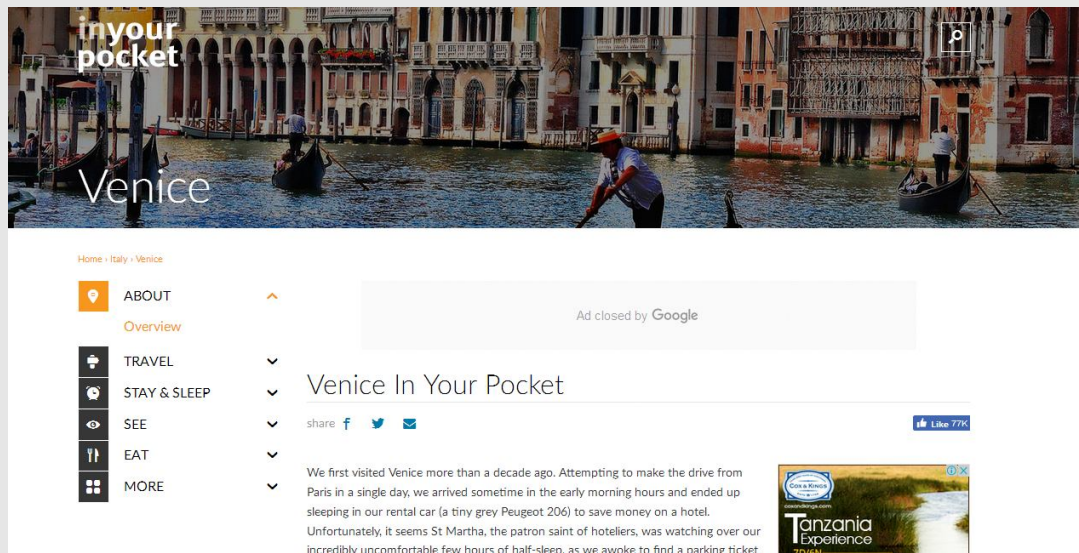 inyour
pocket
Venice
Home › Italy › Venice
ABOUT
Overview
TRAVEL
STAY & SLEEP
SEE
EAT
MORE
Ad closed by Google
Venice In Your Pocket
share
Like 77K
We first visited Venice more than a decade ago. Attempting to make the drive from
Paris in a single day, we arrived sometime in the early morning hours and ended up
sleeping in our rental car (a tiny grey Peugeot 206) to save money on a hotel.
Unfortunately, it seems St Martha, the patron saint of hoteliers, was watching over our
incredibly uncomfortable few hours of half-sleep, as we awoke to find a parking ticket
COX & KINGS
coxandkings.com
Tanzania
Experience
7D/6N